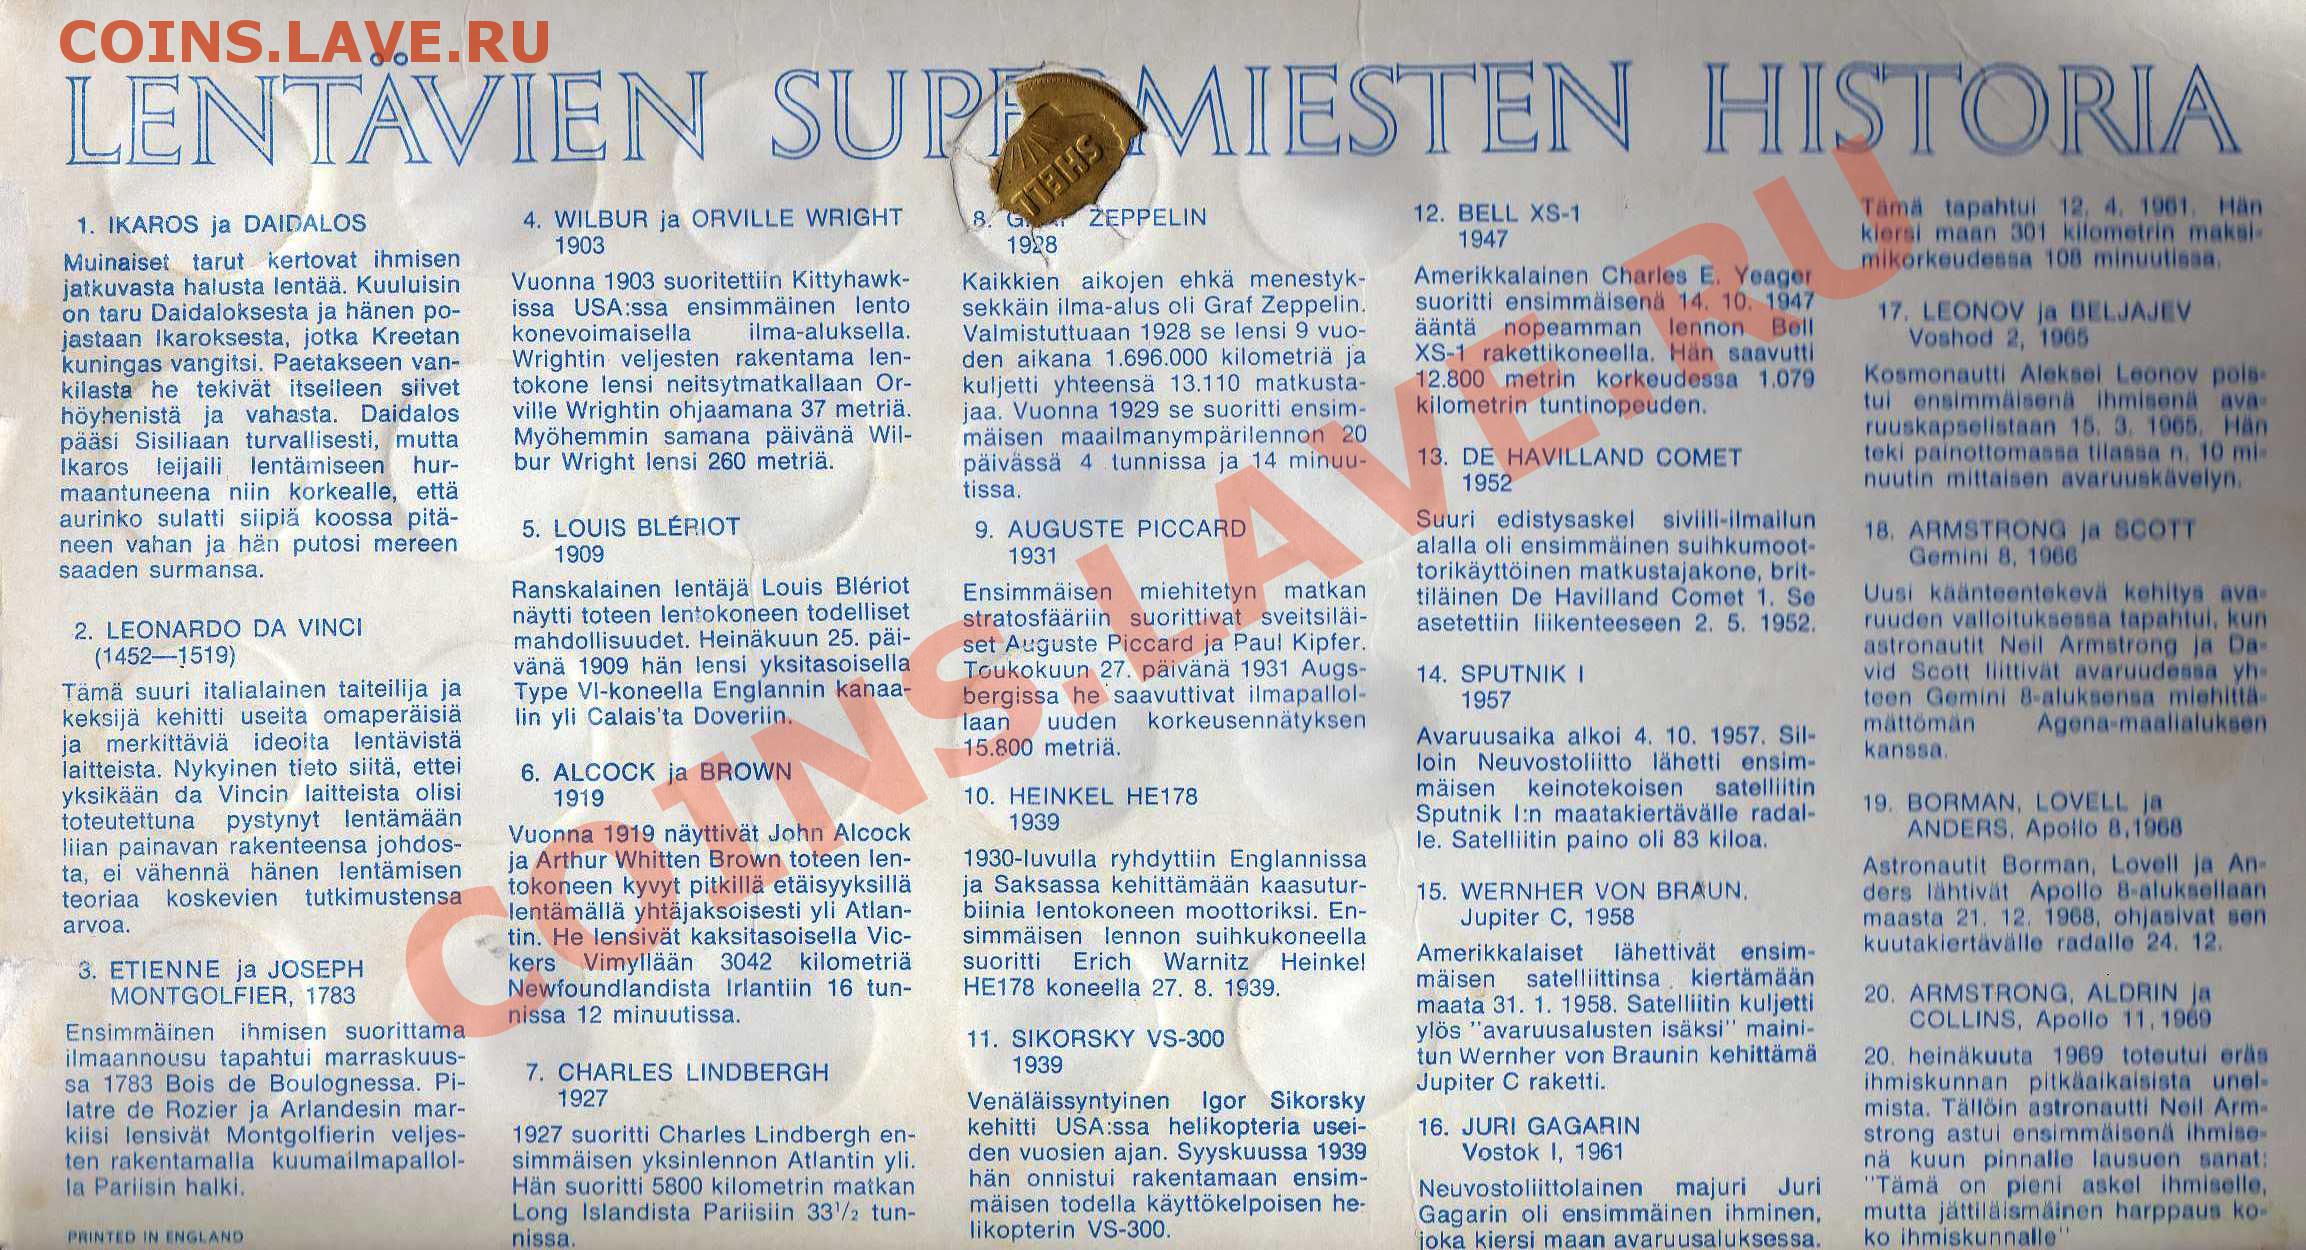 COINS.LAVE.RU
LENTÄVIEN SUPERMIESTEN HISTORIA
SHELL
1. IKAROS ja DAIDALOS
Muinaiset tarut kertovat ihmisen
jatkuvasta halusta lentää. Kuuluisin
on taru Daidaloksesta ja hänen po-
jastaan Ikaroksesta, jotka Kreetan
kuningas vangitsi. Paetakseen van-
kilasta he tekivät itselleen siivet
höyhenistä ja vahasta. Daidalos
pääsi Sisiliaan turvallisesti, mutta
Ikaros leijaili lentämiseen hur-
maantuneena niin korkealle, että
aurinko sulatti siipiä koossa pitä-
neen vahan ja hän putosi mereen
saaden surmansa.
2. LEONARDO DA VINCI
(1452—1519)
Tämä suuri italialainen taiteilija ja
keksijä kehitti useita omaperäisiä
ja merkittäviä ideoita lentävistä
laitteista. Nykyinen tieto siitä, ettei
yksikään da Vincin laitteista olisi
toteutettuna pystynyt lentämään
liian painavan rakenteensa johdos-
ta, ei vähennä hänen lentämisen
teoriaa koskevien tutkimustensa
arvoa.
3. ETIENNE ja JOSEPH
MONTGOLFIER, 1783
Ensimmäinen ihmisen suorittama
ilmaannousu tapahtui marraskuus-
sa 1783 Bois de Boulognessa. Pi-
latre de Rozier ja Arlandesin mar-
kiisi lensivät Montgolfierin veljes-
ten rakentamalla kuumailmapallol-
la Pariisin halki.
PRINTED IN ENGLAND
4. WILBUR ja ORVILLE WRIGHT
1903
Vuonna 1903 suoritettiin Kittyhawk-
issa USA:ssa ensimmäinen lento
konevoimaisella ilma-aluksella.
Wrightin veljesten rakentama len-
tokone lensi neitsytmatkallaan Or-
ville Wrightin ohjaamana 37 metriä.
Myöhemmin samana päivänä Wil-
bur Wright lensi 260 metriä.
5. LOUIS BLÉRIOT
1909
Ranskalainen lentäjä Louis Blériot
näytti toteen lentokoneen todelliset
mahdollisuudet. Heinäkuun 25. päi-
vänä 1909 hän lensi yksitasoisella
Type VI-koneella Englannin kanaa-
lin yli Calais'ta Doveriin.
6. ALCOCK ja BROWN
1919
Vuonna 1919 näyttivät John Alcock
ja Arthur Whitten Brown toteen len-
tokoneen kyvyt pitkillä etäisyyksillä
lentämällä yhtäjaksoisesti yli Atlan-
tin. He lensivät kaksitasoisella Vic-
kers Vimyllään 3042 kilometriä
Newfoundlandista Irlantiin 16 tun-
nissa 12 minuutissa.
7. CHARLES LINDBERGH
1927
1927 suoritti Charles Lindbergh en-
simmäisen yksinlennon Atlantin yli.
Hän suoritti 5800 kilometrin matkan
Long Islandista Pariisiin 33½ tun-
nissa.
8. GRAF ZEPPELIN
1928
Kaikkien aikojen ehkä menestyk-
sekkäin ilma-alus oli Graf Zeppelin.
Valmistuttuaan 1928 se lensi 9 vuo-
den aikana 1.696.000 kilometriä ja
kuljetti yhteensä 13.110 matkusta-
jaa. Vuonna 1929 se suoritti ensim-
mäisen maailmanympärilennon 20
päivässä 4 tunnissa ja 14 minuu-
tissa.
9. AUGUSTE PICCARD
1931
Ensimmäisen miehitetyn matkan
stratosfääriin suorittivat sveitsiläi-
set Auguste Piccard ja Paul Kipfer.
Toukokuun 27. päivänä 1931 Augs-
bergissa he saavuttivat ilmapallol-
laan uuden korkeusennätyksen
15.800 metriä.
10. HEINKEL HE178
1939
1930-luvulla ryhdyttiin Englannissa
ja Saksassa kehittämään kaasutur-
biinia lentokoneen moottoriksi. En-
simmäisen lennon suihkukoneella
suoritti Erich Warnitz Heinkel
HE178 koneella 27. 8. 1939.
11. SIKORSKY VS-300
1939
Venäläissyntyinen Igor Sikorsky
kehitti USA:ssa helikopteria usei-
den vuosien ajan. Syyskuussa 1939
hän onnistui rakentamaan ensim-
mäisen todella käyttökelpoisen he-
likopterin VS-300.
12. BELL XS-1
1947
Amerikkalainen Charles E. Yeager
suoritti ensimmäisenä 14. 10. 1947
ääntä nopeamman lennon Bell
XS-1 rakettikoneella. Hän saavutti
12.800 metrin korkeudessa 1.079
kilometrin tuntinopeuden.
13. DE HAVILLAND COMET
1952
Suuri edistysaskel siviili-ilmailun
alalla oli ensimmäinen suihkumoot-
torikäyttöinen matkustajakone, brit-
tiläinen De Havilland Comet 1. Se
asetettiin liikenteeseen 2. 5. 1952.
14. SPUTNIK I
1957
Avaruusaika alkoi 4. 10. 1957. Sil-
loin Neuvostoliitto lähetti ensim-
mäisen keinotekoisen satelliitin
Sputnik I:n maatakiertävälle radal-
le. Satelliitin paino oli 83 kiloa.
15. WERNHER VON BRAUN.
Jupiter C, 1958
Amerikkalaiset lähettivät ensim-
mäisen satelliittinsa kiertämään
maata 31. 1. 1958. Satelliitin kuljetti
ylös "avaruusalusten isäksi" maini-
tun Wernher von Braunin kehittämä
Jupiter C raketti.
16. JURI GAGARIN
Vostok I, 1961
Neuvostoliittolainen majuri Juri
Gagarin oli ensimmäinen ihminen,
joka kiersi maan avaruusaluksessa.
Tämä tapahtui 12. 4. 1961. Hän
kiersi maan 301 kilometrin maksi-
mikorkeudessa 108 minuutissa.
17. LEONOV ja BELJAJEV
Voshod 2, 1965
Kosmonautti Aleksei Leonov pois-
tui ensimmäisenä ihmisenä ava-
ruuskapselistaan 15. 3. 1965. Hän
teki painottomassa tilassa n. 10 mi-
nuutin mittaisen avaruuskävelyn.
18. ARMSTRONG ja SCOTT
Gemini 8, 1966
Uusi käänteentekevä kehitys ava-
ruuden valloituksessa tapahtui, kun
astronautit Neil Armstrong ja Da-
vid Scott liittivät avaruudessa yh-
teen Gemini 8-aluksensa miehittä-
mättömän Agena-maalialuksen
kanssa.
19. BORMAN, LOVELL ja
ANDERS, Apollo 8, 1968
Astronautit Borman, Lovell ja An-
ders lähtivät Apollo 8-aluksellaan
maasta 21. 12. 1968, ohjasivat sen
kuutakiertävälle radalle 24. 12.
20. ARMSTRONG, ALDRIN ja
COLLINS, Apollo 11, 1969
20. heinäkuuta 1969 toteutui eräs
ihmiskunnan pitkäaikaisista unel-
mista. Tällöin astronautti Neil Arm-
strong astui ensimmäisenä ihmise-
nä kuun pinnalle lausuen sanat:
"Tämä on pieni askel ihmiselle,
mutta jättiläismäinen harppaus ko-
ko ihmiskunnalle"
COINS.LAVE.RU